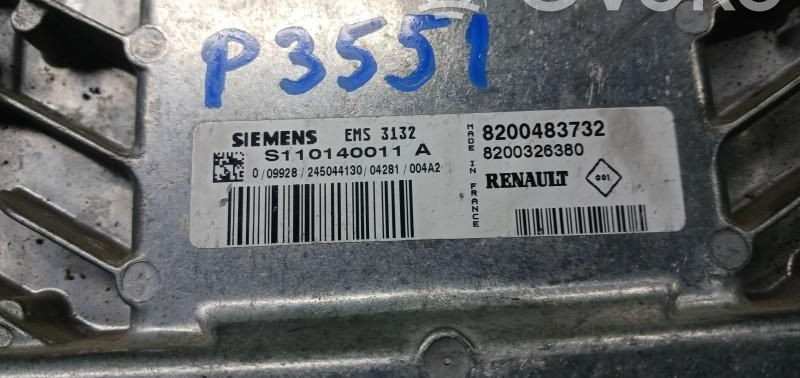 P3551
SIEMENS EMS 3132
S110140011 A
0/09928/245044130/04281/004A2
MADE IN FRANCE
8200483732
8200326380
RENAULT 001